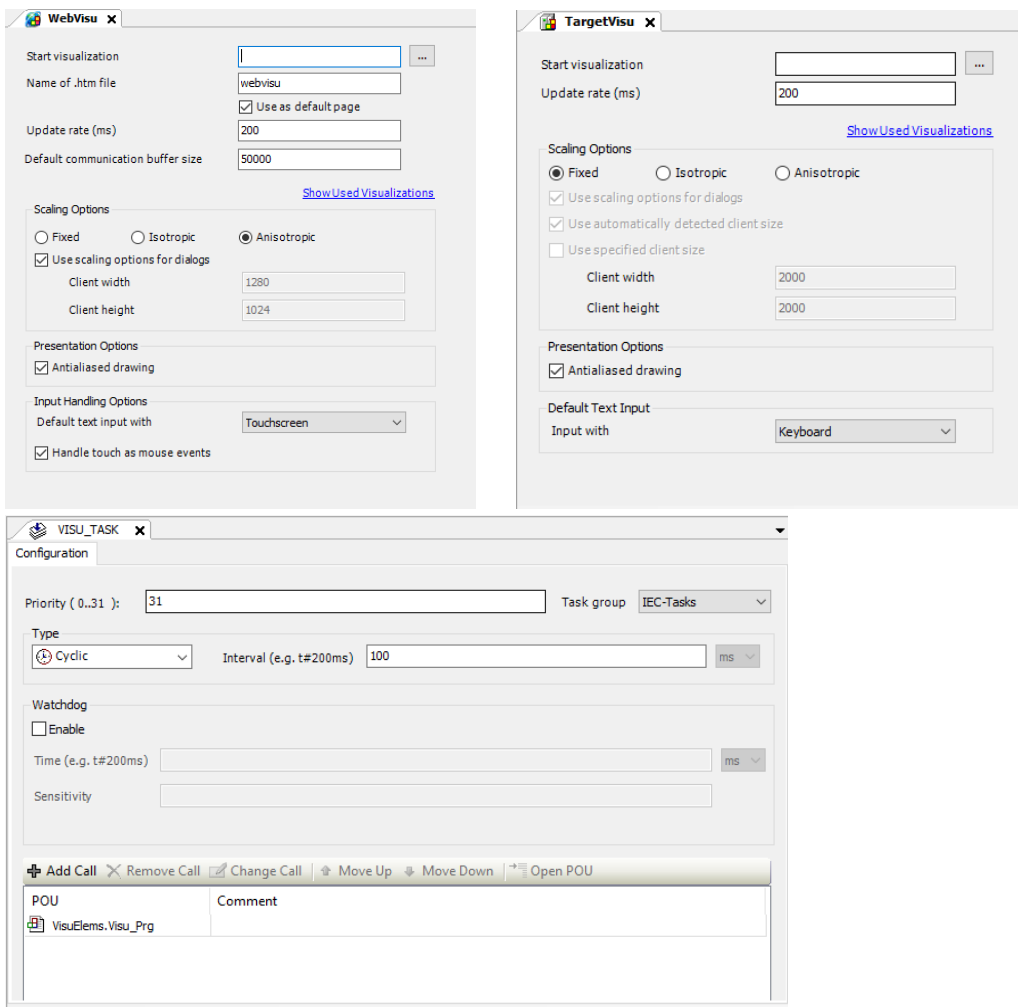 WebVisu
Start visualization ...
Name of .htm file webvisu
Use as default page
Update rate (ms) 200
Default communication buffer size 50000
Show Used Visualizations
Scaling Options
Fixed Isotropic Anisotropic
Use scaling options for dialogs
Client width 1280
Client height 1024
Presentation Options
Antialiased drawing
Input Handling Options
Default text input with Touchscreen
Handle touch as mouse events
TargetVisu
Start visualization ...
Update rate (ms) 200
Show Used Visualizations
Scaling Options
Fixed Isotropic Anisotropic
Use scaling options for dialogs
Use automatically detected client size
Use specified client size
Client width 2000
Client height 2000
Presentation Options
Antialiased drawing
Default Text Input
Input with Keyboard
VISU_TASK
Configuration
Priority ( 0..31 ): 31 Task group IEC-Tasks
Type
Cyclic Interval (e.g. t#200ms) 100 ms
Watchdog
Enable
Time (e.g. t#200ms) ms
Sensitivity
Add Call Remove Call Change Call Move Up Move Down Open POU
POU Comment
VisuElems.Visu_Prg